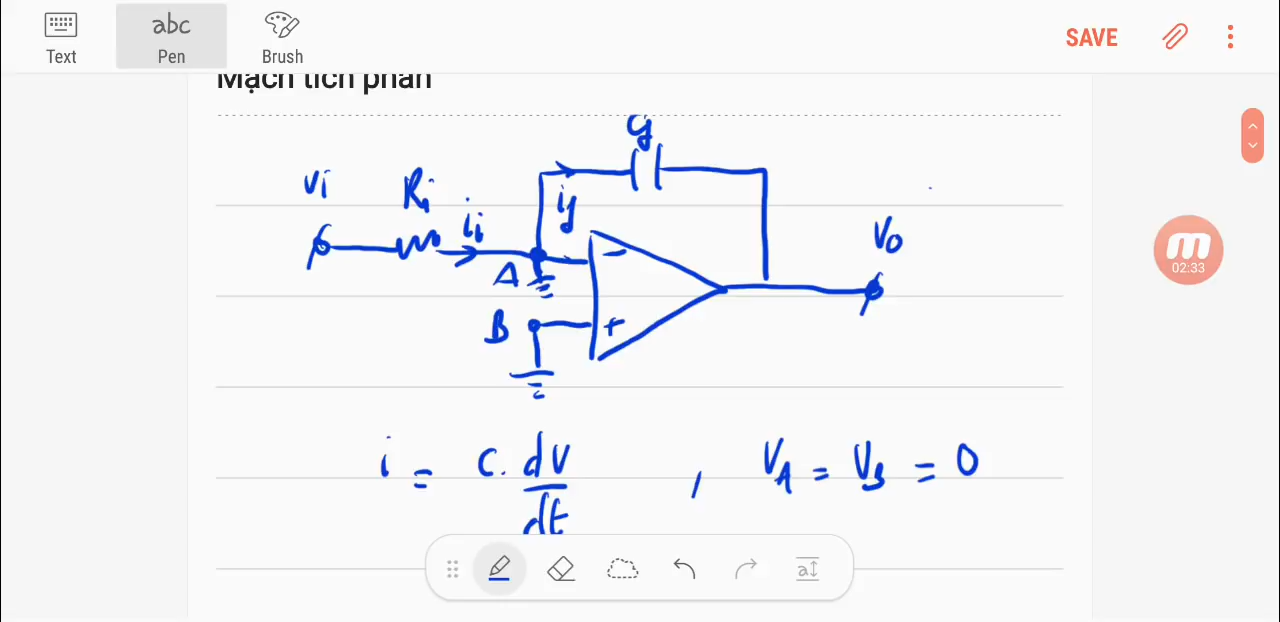 abc
Text
Pen
Brush
SAVE
Mạch tích phân
Vi
Ri
ii
if
Cf
Vo
A
B
−
+
02:33
i = C. dV/dt , VA = VB = 0
a